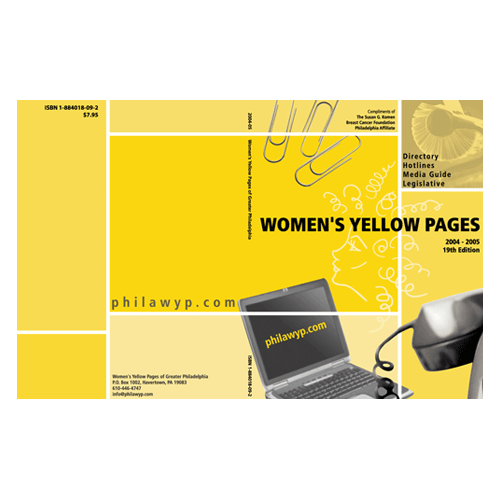 ISBN 1-884018-09-2
$7.95
philawyp.com
Women's Yellow Pages of Greater Philadelphia
P.O. Box 1002, Havertown, PA 19083
610-446-4747
info@philawyp.com
2004-05
Women's Yellow Pages of Greater Philadelphia
ISBN 1-884018-09-2
Compliments of
The Susan G. Komen
Breast Cancer Foundation
Philadelphia Affiliate
Directory
Hotlines
Media Guide
Legislative
WOMEN'S YELLOW PAGES
2004 - 2005
19th Edition
philawyp.com